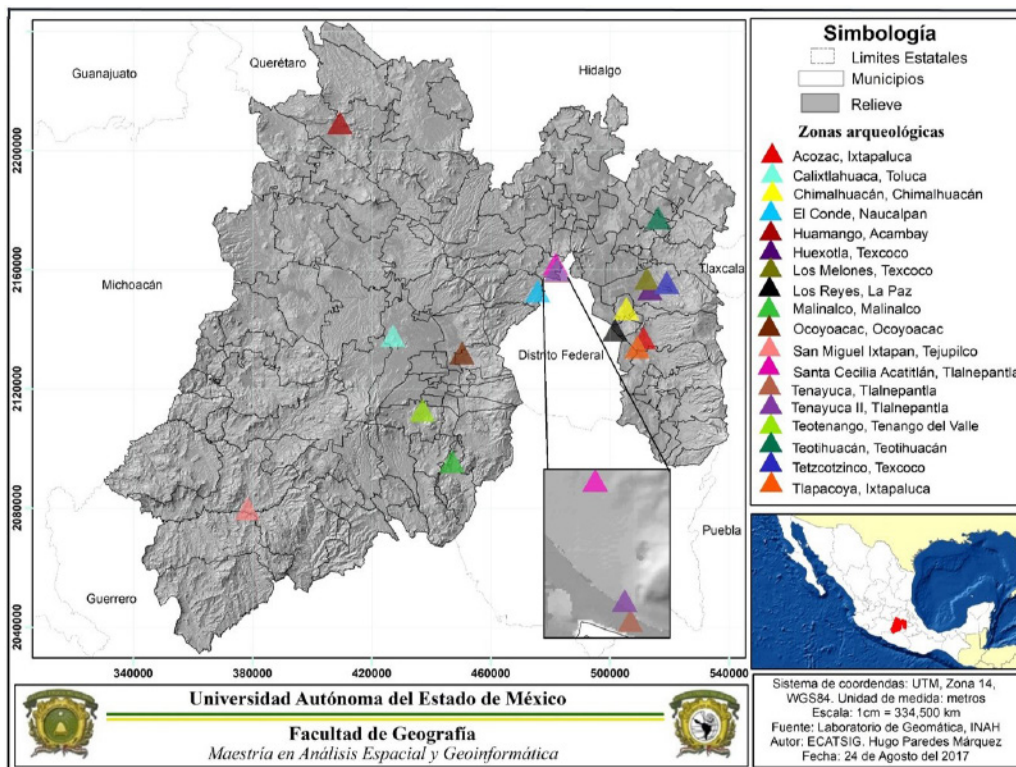 Guanajuato
Querétaro
Hidalgo
Michoacán
Tlaxcala
Distrito Federal
Puebla
Guerrero
2200000
2160000
2120000
2080000
2040000
340000
380000
420000
460000
500000
540000
Simbología
Limites Estatales
Municipios
Relieve
Zonas arqueológicas
Acozac, Ixtapaluca
Calixtlahuaca, Toluca
Chimalhuacán, Chimalhuacán
El Conde, Naucalpan
Huamango, Acambay
Huexotla, Texcoco
Los Melones, Texcoco
Los Reyes, La Paz
Malinalco, Malinalco
Ocoyoacac, Ocoyoacac
San Miguel Ixtapan, Tejupilco
Santa Cecilia Acatitlán, Tlalnepantla
Tenayuca, Tlalnepantla
Tenayuca II, Tlalnepantla
Teotenango, Tenango del Valle
Teotihuacán, Teotihuacán
Tetzcotzinco, Texcoco
Tlapacoya, Ixtapaluca
Universidad Autónoma del Estado de México
Facultad de Geografía
Maestría en Análisis Espacial y Geoinformática
Sistema de coordendas: UTM, Zona 14,
WGS84. Unidad de medida: metros
Escala: 1cm = 334,500 km
Fuente: Laboratorio de Geomática, INAH
Autor: ECATSIG. Hugo Paredes Márquez
Fecha: 24 de Agosto del 2017